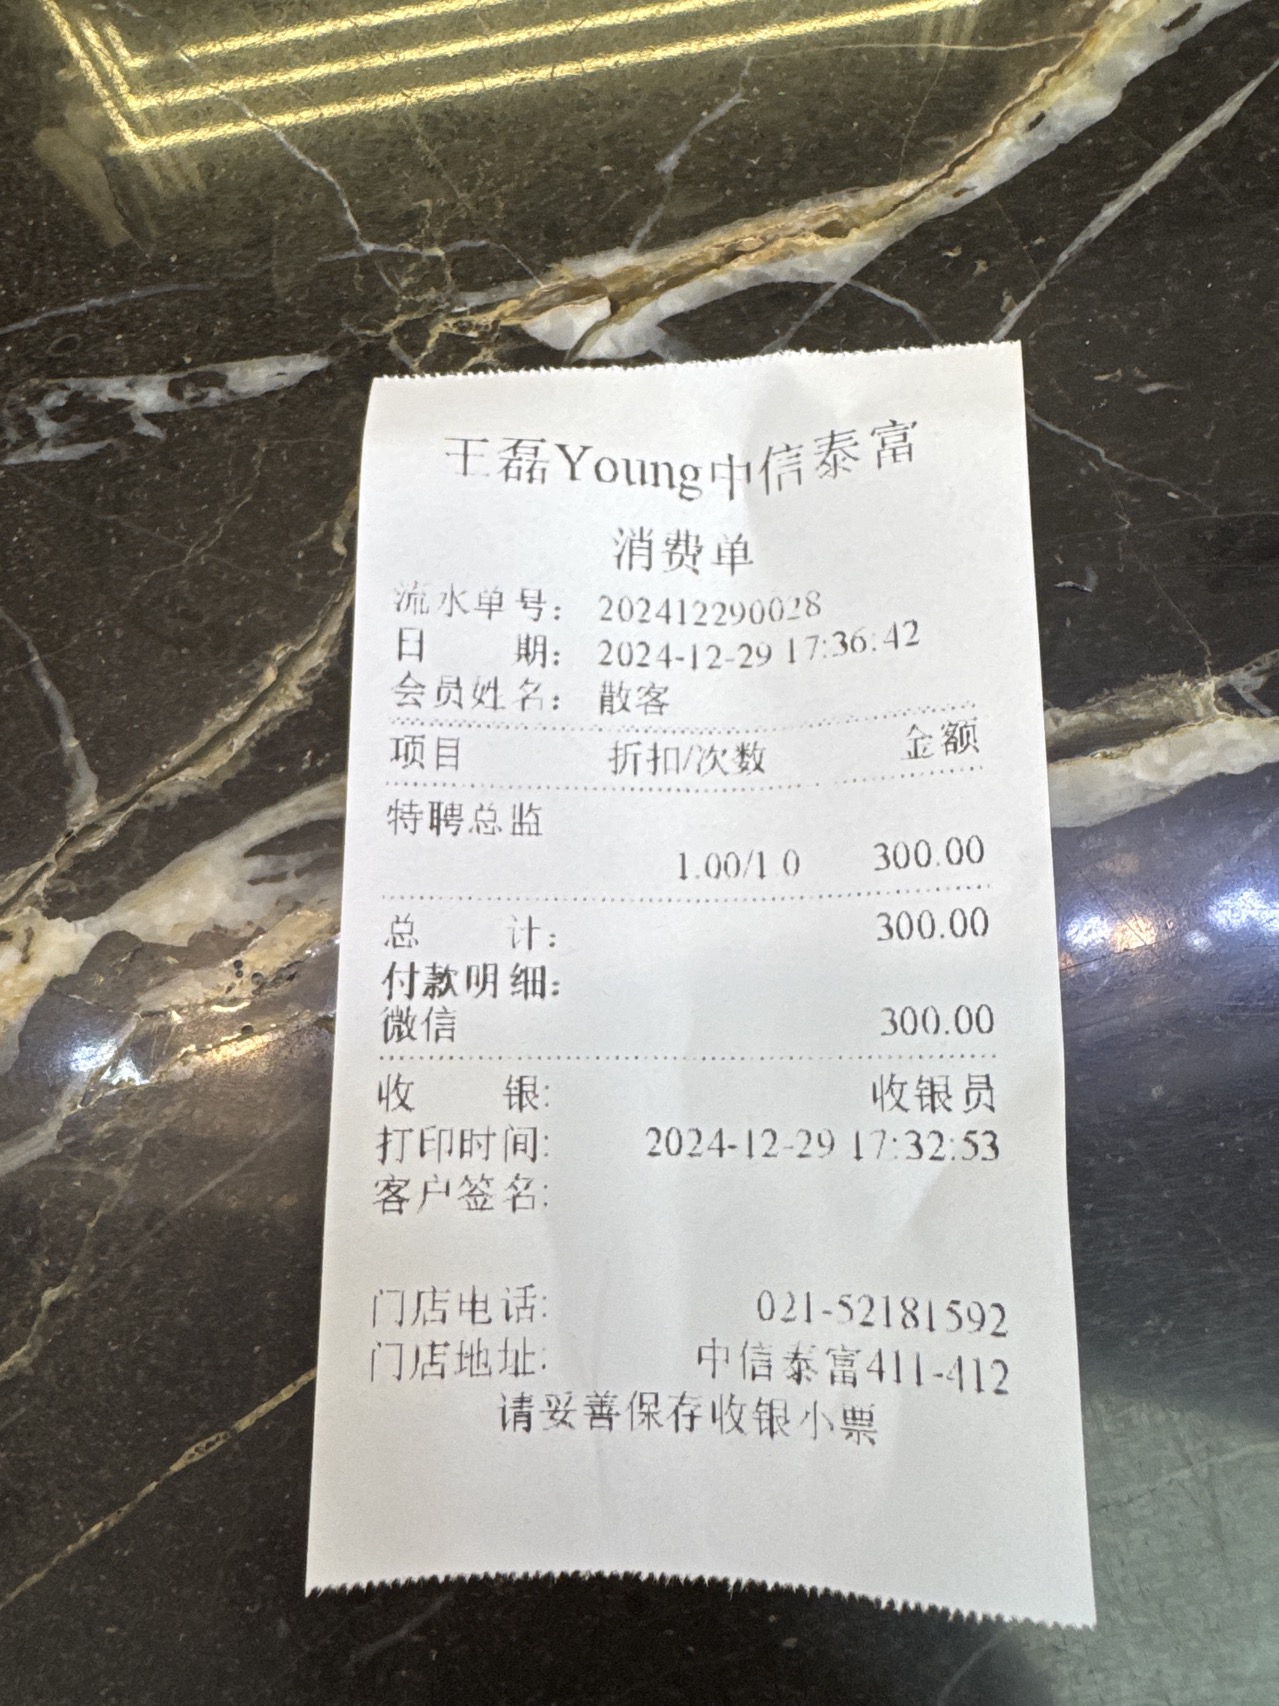 王磊Young中信泰富
消费单
流水单号： 202412290028
日 期： 2024-12-29 17:36:42
会员姓名： 散客
项目 折扣/次数 金额
特聘总监
1.00/1.0 300.00
总 计： 300.00
付款明细：
微信 300.00
收 银: 收银员
打印时间: 2024-12-29 17:32:53
客户签名:
门店电话: 021-52181592
门店地址: 中信泰富411-412
请妥善保存收银小票